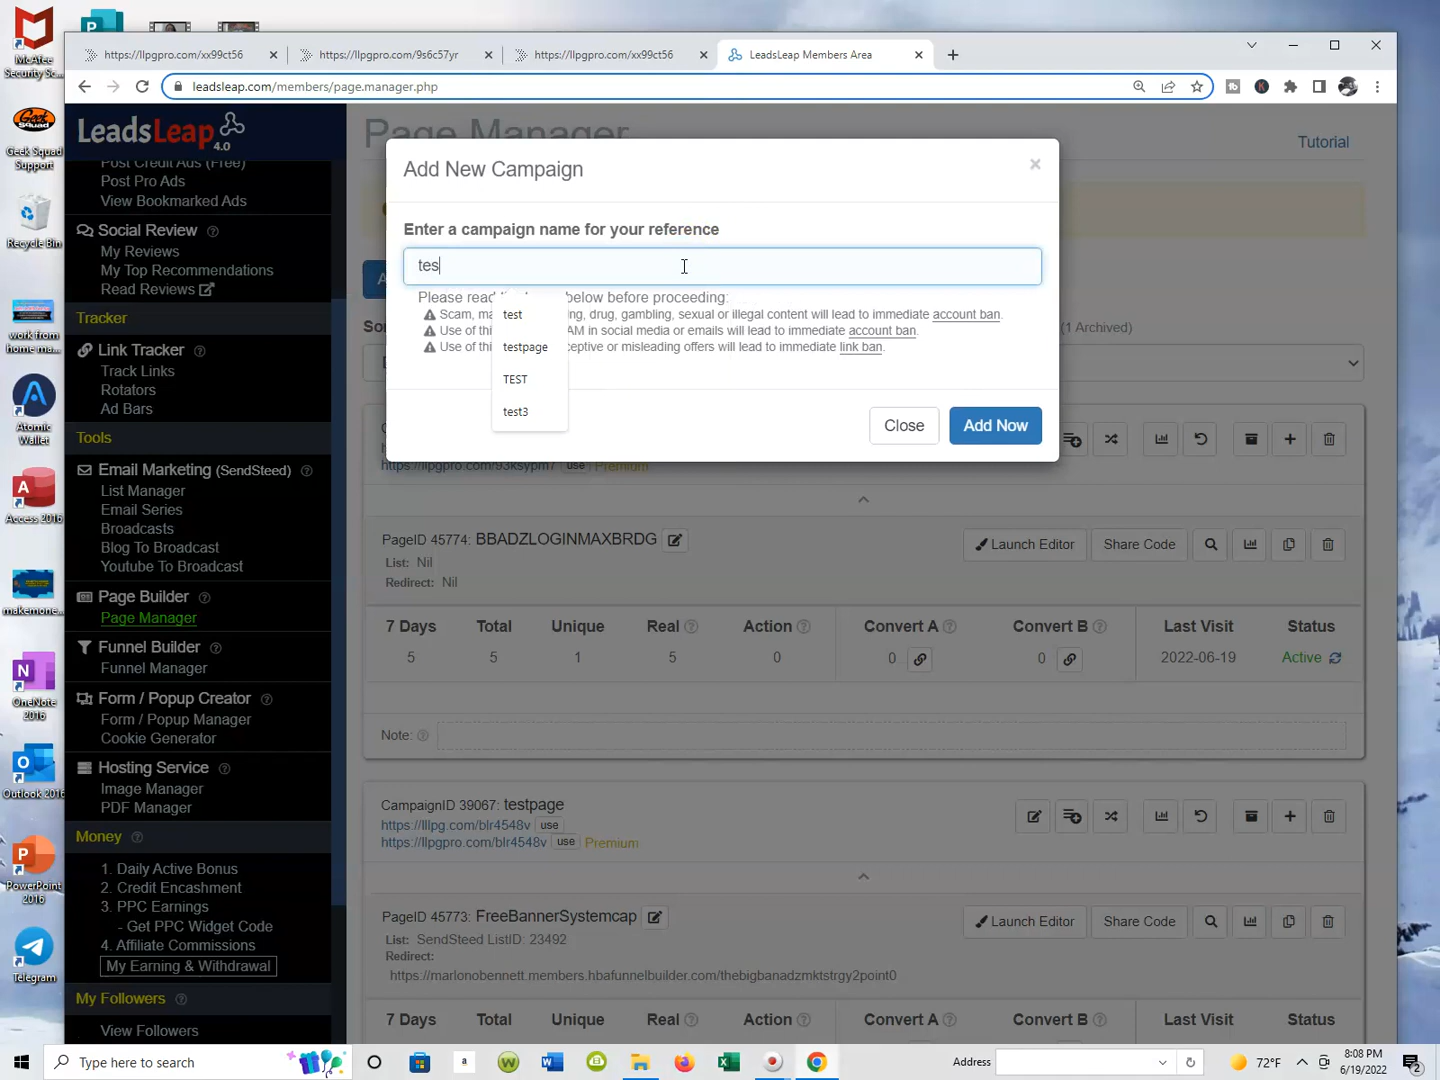 McAfee
Security Sc...
Geek Squad
Support
Recycle Bin
work from
home ma...
Atomic
Wallet
Access 2016
makemone...
OneNote
2016
Outlook 2016
PowerPoint
2016
Telegram
https://llpgpro.com/xx99ct56
https://llpgpro.com/9s6c57yr
https://llpgpro.com/xx99ct56
LeadsLeap Members Area
leadsleap.com/members/page.manager.php
LeadsLeap
4.0
Post Credit Ads (Free)
Post Pro Ads
View Bookmarked Ads
Social Review
My Reviews
My Top Recommendations
Read Reviews
Tracker
Link Tracker
Track Links
Rotators
Ad Bars
Tools
Email Marketing (SendSteed)
List Manager
Email Series
Broadcasts
Blog To Broadcast
Youtube To Broadcast
Page Builder
Page Manager
Funnel Builder
Funnel Manager
Form / Popup Creator
Form / Popup Manager
Cookie Generator
Hosting Service
Image Manager
PDF Manager
Money
1. Daily Active Bonus
2. Credit Encashment
3. PPC Earnings
- Get PPC Widget Code
4. Affiliate Commissions
My Earning & Withdrawal
My Followers
View Followers
Page Manager
Tutorial
Add New Campaign
×
Enter a campaign name for your reference
tes
Please read below before proceeding:
Scam, ng, drug, gambling, sexual or illegal content will lead to immediate account ban.
Use of thi AM in social media or emails will lead to immediate account ban.
Use of thi ceptive or misleading offers will lead to immediate link ban.
test
testpage
TEST
test3
Close
Add Now
(1 Archived)
https://llpgpro.com/93ksypm7 use Premium
PageID 45774: BBADZLOGINMAXBRDG
List: Nil
Redirect: Nil
Launch Editor
Share Code
7 Days Total Unique Real Action Convert A Convert B Last Visit Status
5 5 1 5 0 0 0 2022-06-19 Active
Note:
CampaignID 39067: testpage
https://lllpg.com/blr4548v use
https://llpgpro.com/blr4548v use Premium
PageID 45773: FreeBannerSystemcap
List: SendSteed ListID: 23492
Redirect:
https://marlonobennett.members.hbafunnelbuilder.com/thebigbanadzmktstrgy2point0
Launch Editor
Share Code
7 Days Total Unique Real Action Convert A Convert B Last Visit Status
Type here to search
Address
72°F
8:08 PM
6/19/2022
2